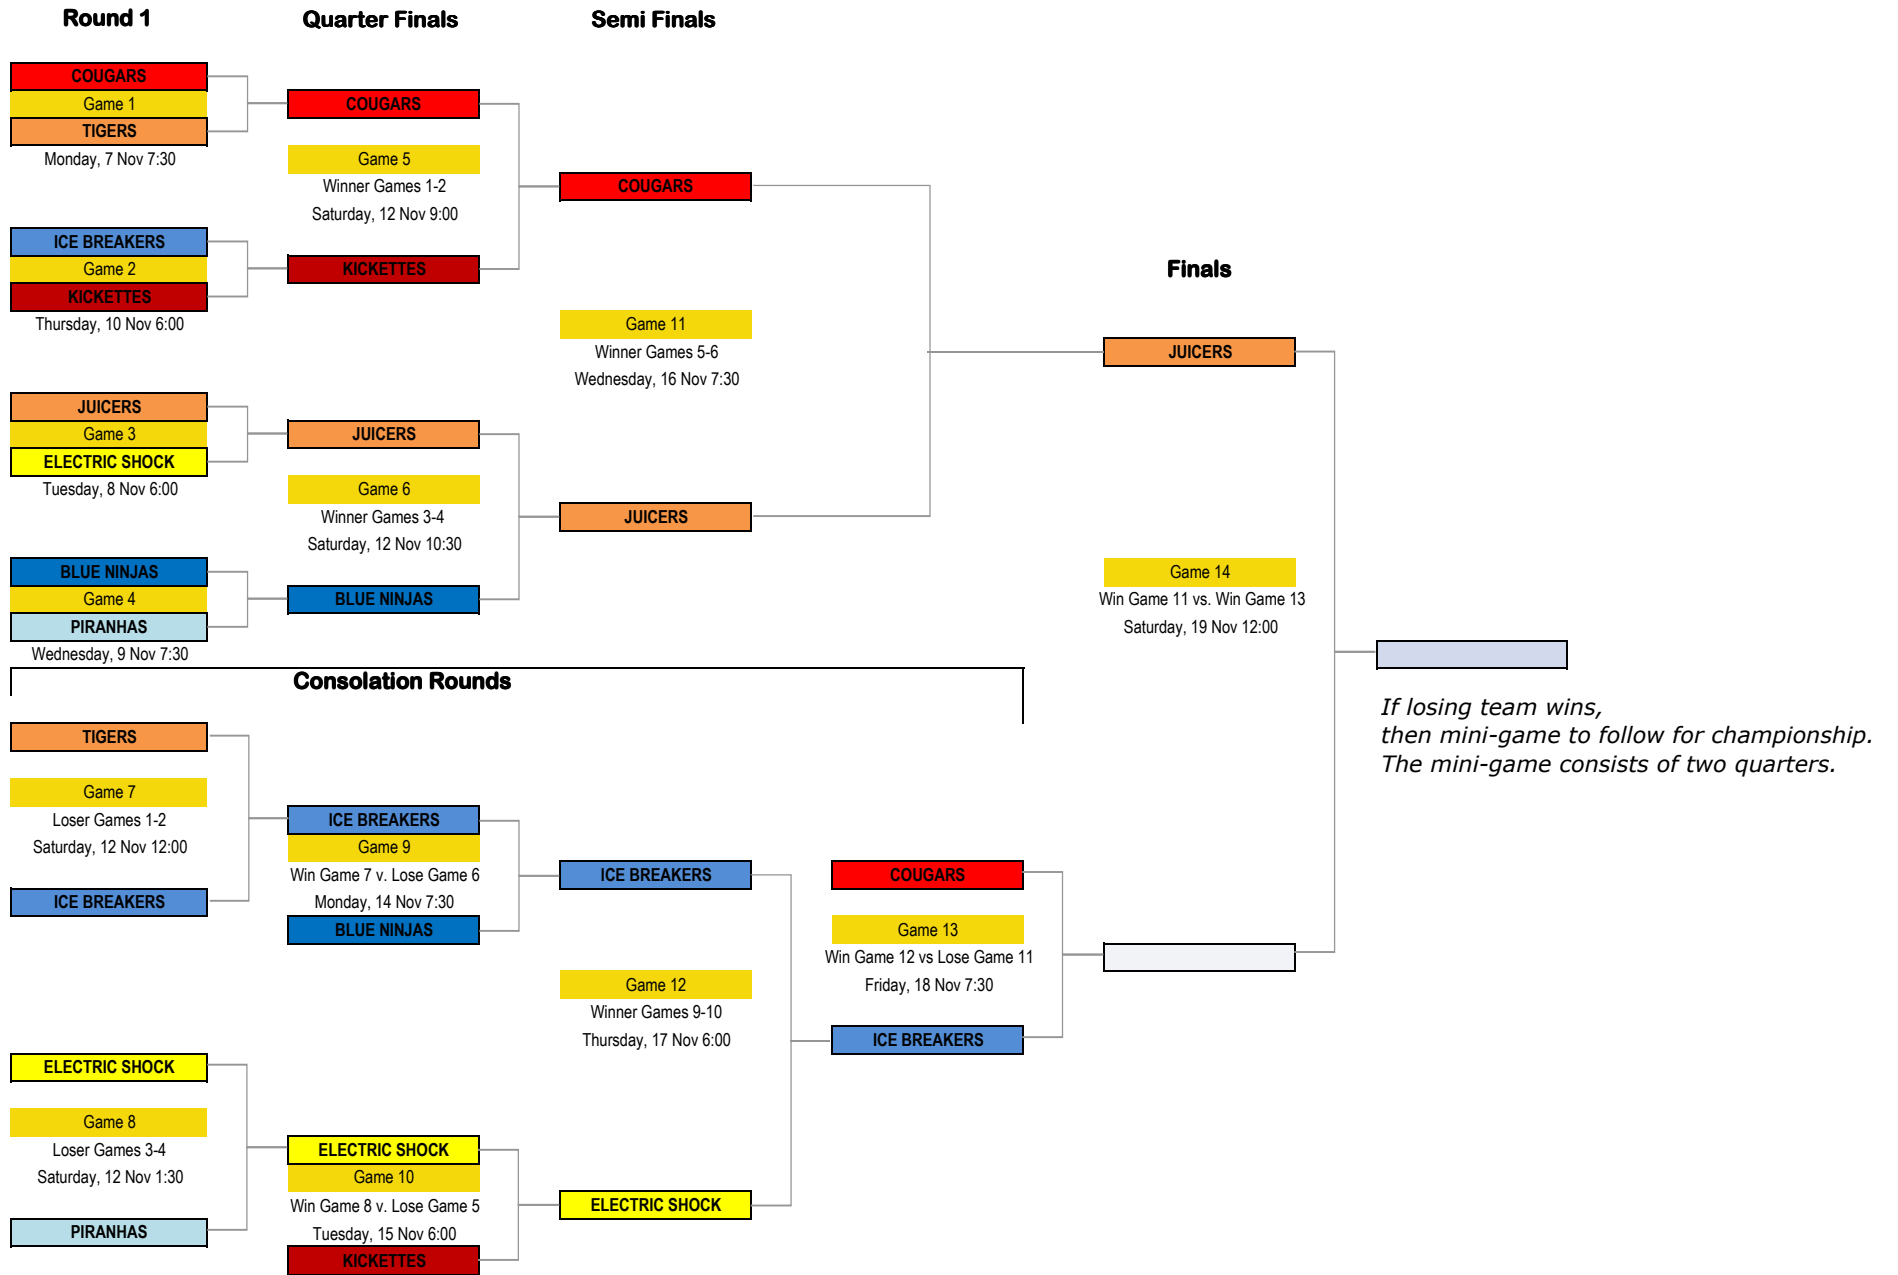 Round 1
Quarter Finals
Semi Finals
COUGARS
Game 1
TIGERS
Monday, 7 Nov 7:30
COUGARS
Game 5
Winner Games 1-2
Saturday, 12 Nov 9:00
COUGARS
ICE BREAKERS
Game 2
KICKETTES
Thursday, 10 Nov 6:00
KICKETTES
Finals
Game 11
Winner Games 5-6
Wednesday, 16 Nov 7:30
JUICERS
JUICERS
Game 3
ELECTRIC SHOCK
Tuesday, 8 Nov 6:00
JUICERS
Game 6
Winner Games 3-4
Saturday, 12 Nov 10:30
JUICERS
BLUE NINJAS
Game 4
PIRANHAS
Wednesday, 9 Nov 7:30
BLUE NINJAS
Game 14
Win Game 11 vs. Win Game 13
Saturday, 19 Nov 12:00
Consolation Rounds
If losing team wins,
then mini-game to follow for championship.
The mini-game consists of two quarters.
TIGERS
Game 7
Loser Games 1-2
Saturday, 12 Nov 12:00
ICE BREAKERS
ICE BREAKERS
Game 9
Win Game 7 v. Lose Game 6
Monday, 14 Nov 7:30
BLUE NINJAS
ICE BREAKERS
COUGARS
Game 13
Win Game 12 vs Lose Game 11
Friday, 18 Nov 7:30
ICE BREAKERS
Game 12
Winner Games 9-10
Thursday, 17 Nov 6:00
ELECTRIC SHOCK
Game 8
Loser Games 3-4
Saturday, 12 Nov 1:30
PIRANHAS
ELECTRIC SHOCK
Game 10
Win Game 8 v. Lose Game 5
Tuesday, 15 Nov 6:00
KICKETTES
ELECTRIC SHOCK